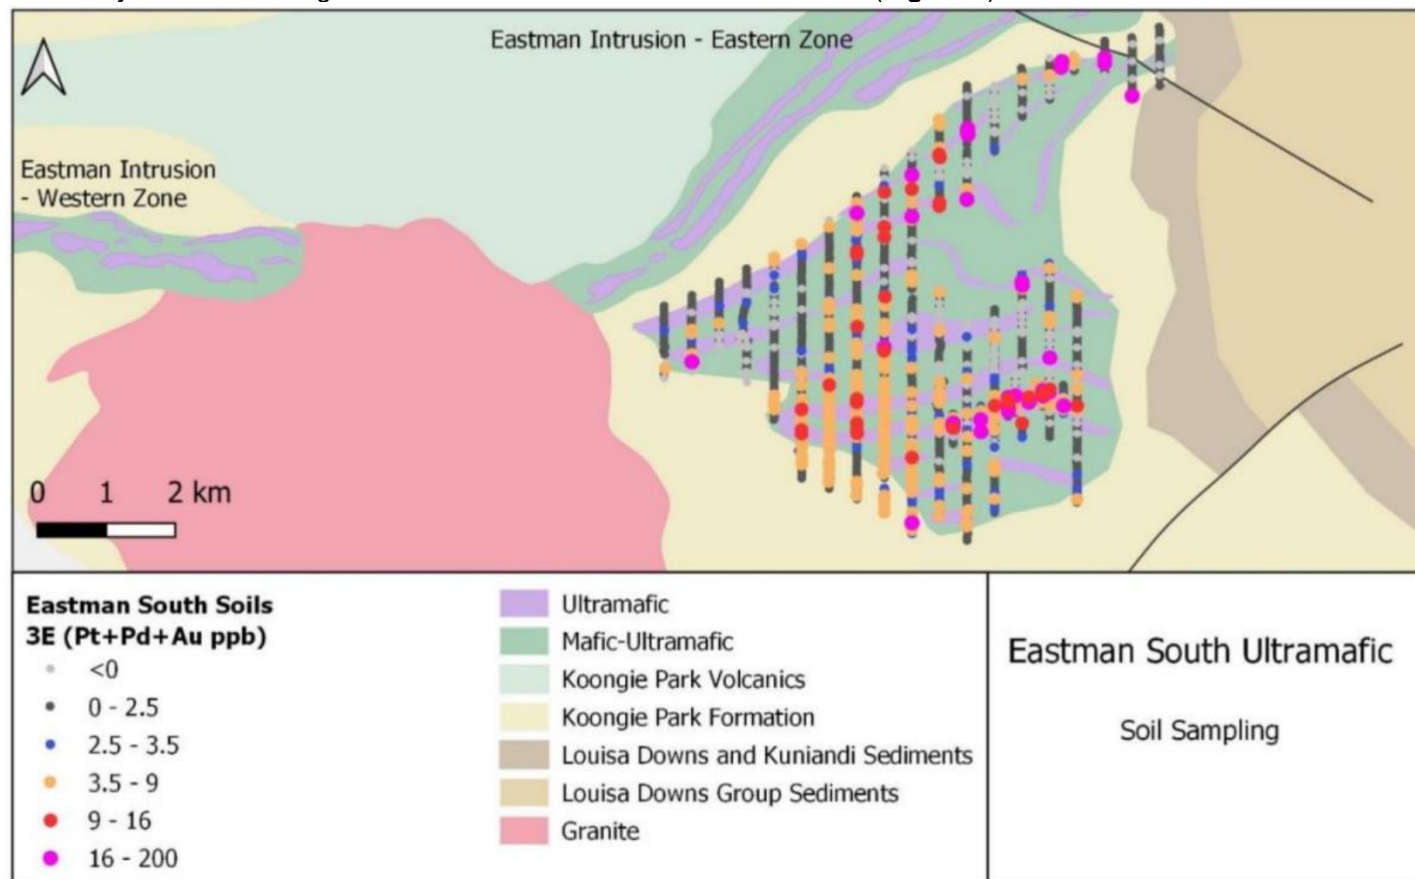 Eastman Intrusion - Eastern Zone
Eastman Intrusion
- Western Zone
0 1 2 km
Eastman South Soils
3E (Pt+Pd+Au ppb)
<0
0 - 2.5
2.5 - 3.5
3.5 - 9
9 - 16
16 - 200
Ultramafic
Mafic-Ultramafic
Koongie Park Volcanics
Koongie Park Formation
Louisa Downs and Kuniandi Sediments
Louisa Downs Group Sediments
Granite
Eastman South Ultramafic
Soil Sampling